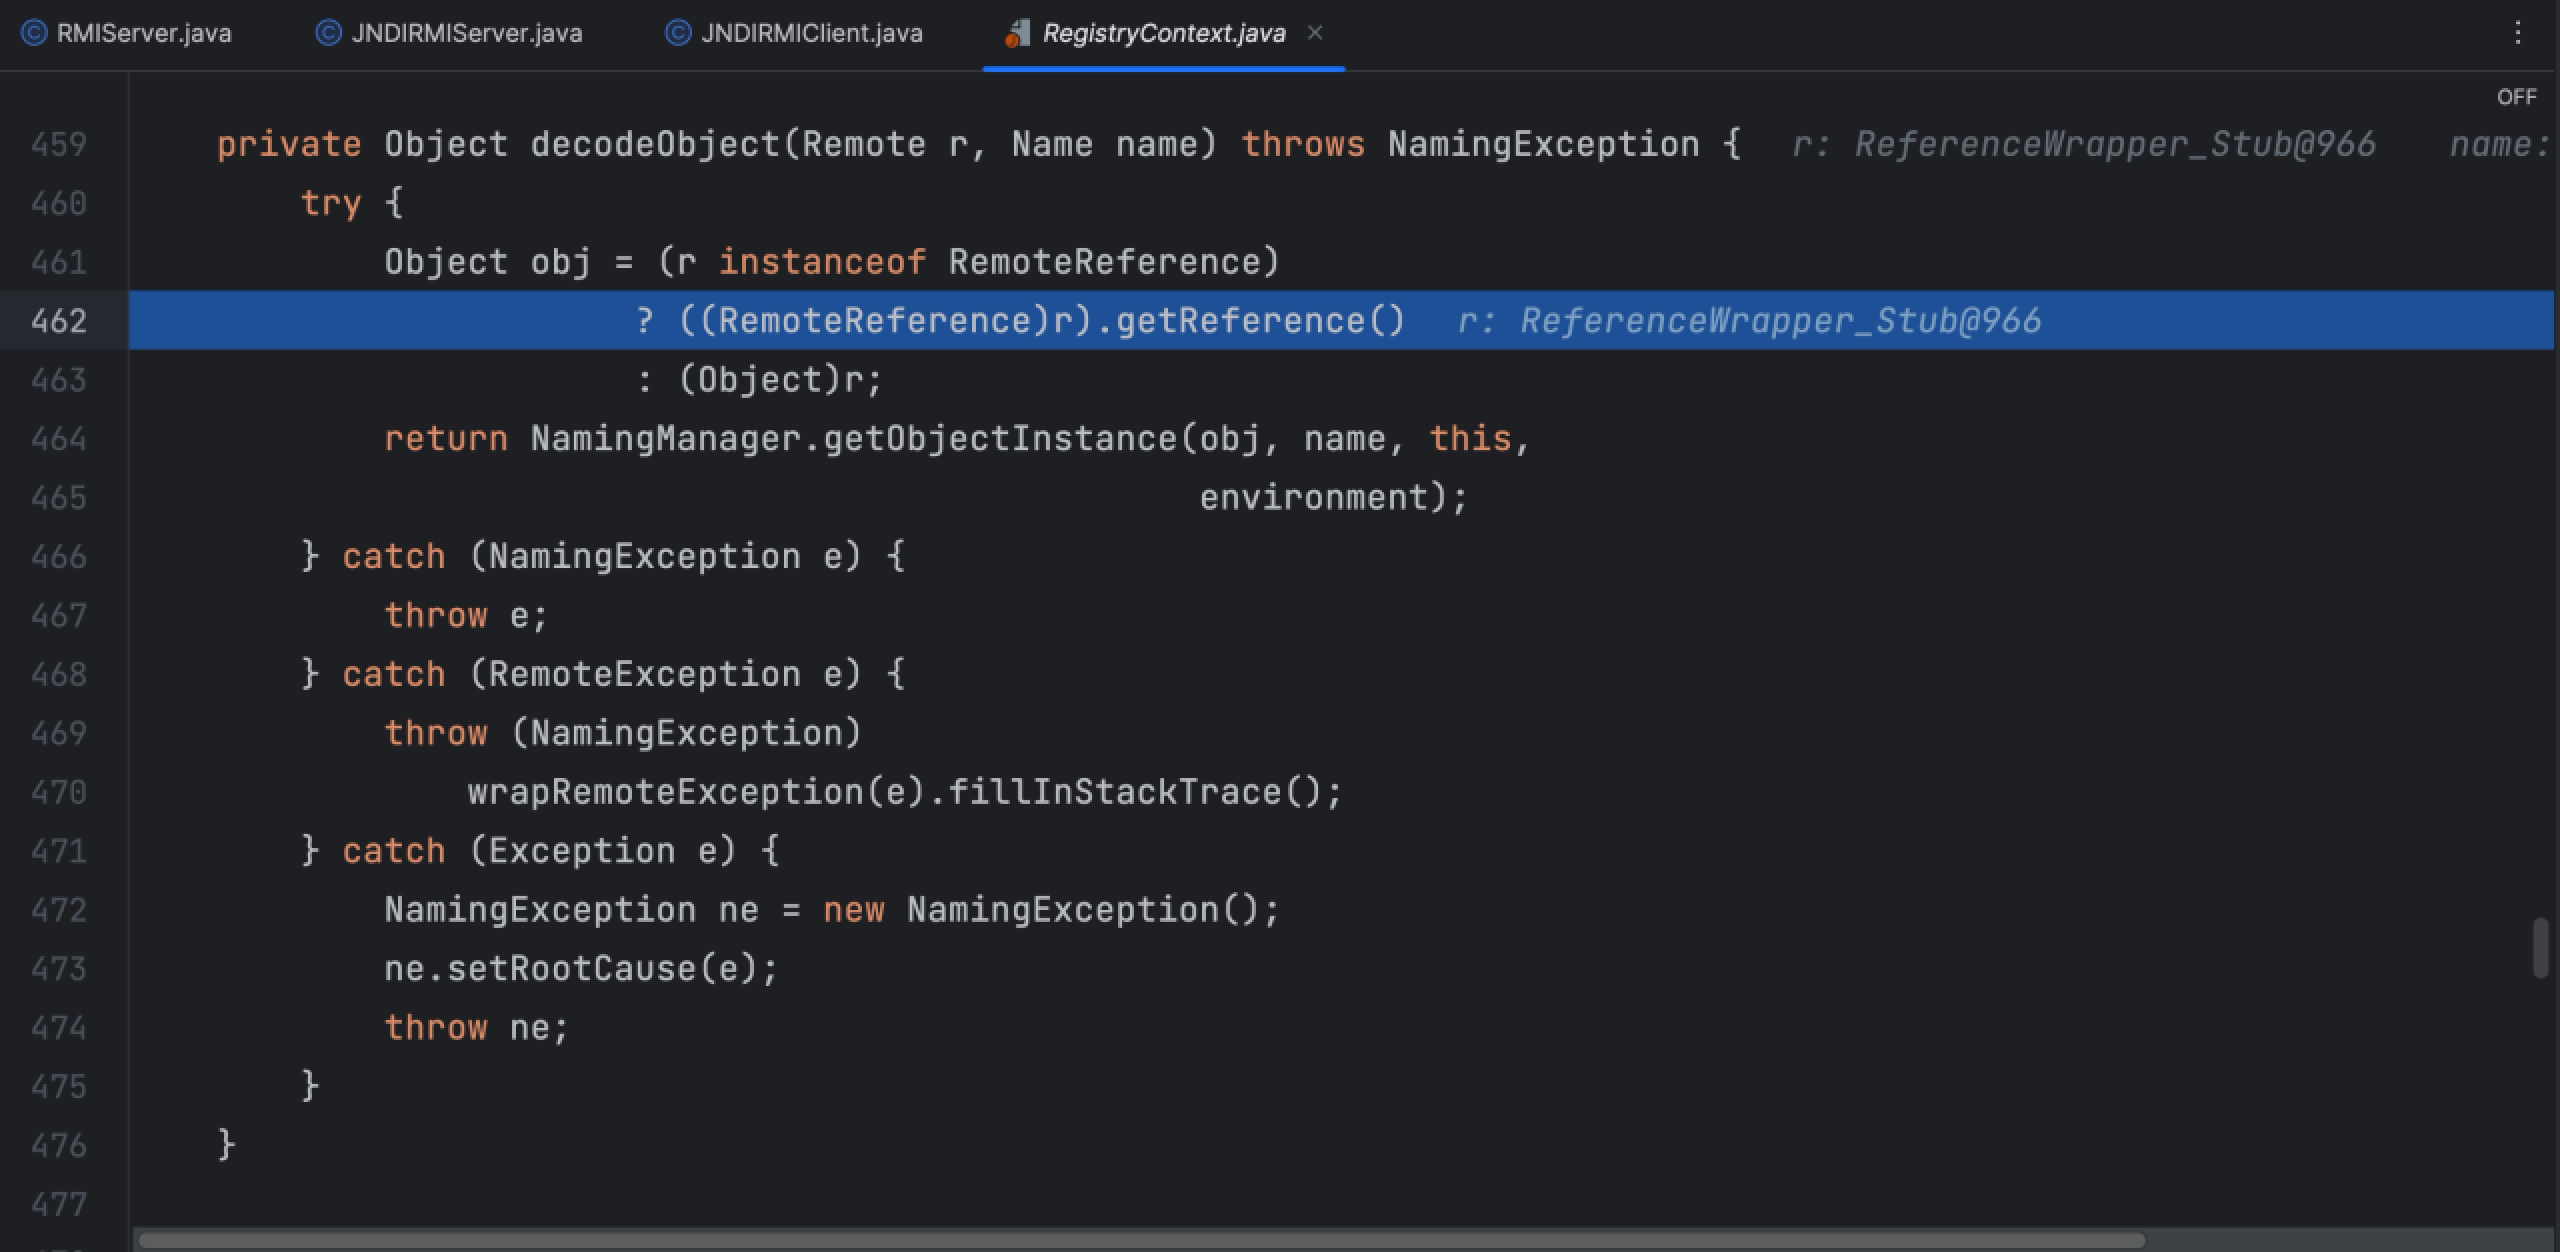 RMIServer.java JNDIRMIServer.java JNDIRMIClient.java RegistryContext.java
OFF
459 private Object decodeObject(Remote r, Name name) throws NamingException { r: ReferenceWrapper_Stub@966 name:
460 try {
461 Object obj = (r instanceof RemoteReference)
462 ? ((RemoteReference)r).getReference() r: ReferenceWrapper_Stub@966
463 : (Object)r;
464 return NamingManager.getObjectInstance(obj, name, this,
465 environment);
466 } catch (NamingException e) {
467 throw e;
468 } catch (RemoteException e) {
469 throw (NamingException)
470 wrapRemoteException(e).fillInStackTrace();
471 } catch (Exception e) {
472 NamingException ne = new NamingException();
473 ne.setRootCause(e);
474 throw ne;
475 }
476 }
477